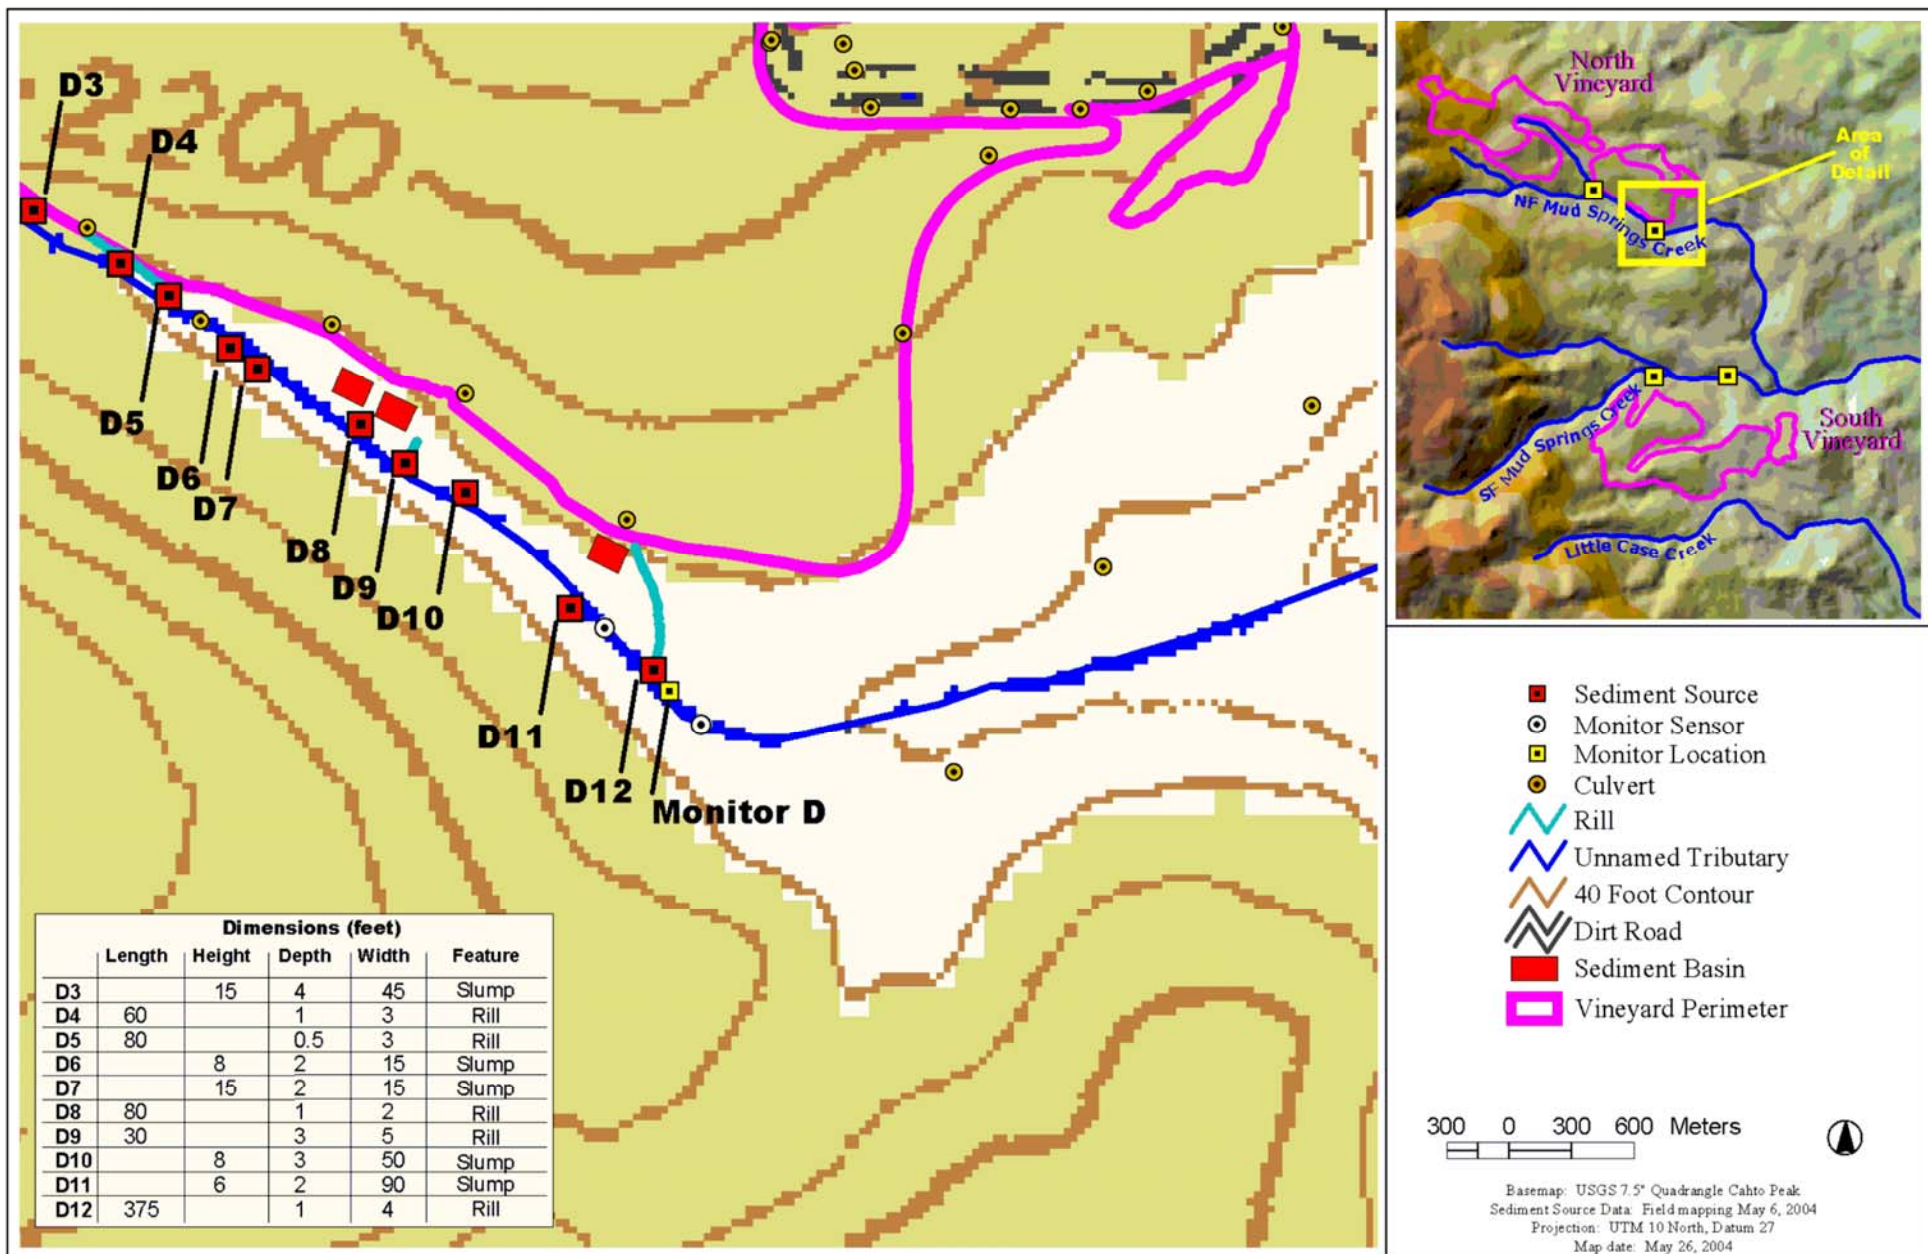 D3
2200
D4
D5
D6
D7
D8
D9
D10
D11
D12
Monitor D
Dimensions (feet)
Length Height Depth Width Feature
D3 15 4 45 Slump
D4 60 1 3 Rill
D5 80 0.5 3 Rill
D6 8 2 15 Slump
D7 15 2 15 Slump
D8 80 1 2 Rill
D9 30 3 5 Rill
D10 8 3 50 Slump
D11 6 2 90 Slump
D12 375 1 4 Rill
North
Vineyard
Area
of
Detail
NF Mud Springs Creek
SF Mud Springs Creek
South
Vineyard
Little Case Creek
Sediment Source
Monitor Sensor
Monitor Location
Culvert
Rill
Unnamed Tributary
40 Foot Contour
Dirt Road
Sediment Basin
Vineyard Perimeter
300 0 300 600 Meters
Basemap: USGS 7.5" Quadrangle Cahto Peak
Sediment Source Data: Field mapping May 6, 2004
Projection: UTM 10 North, Datum 27
Map date: May 26, 2004